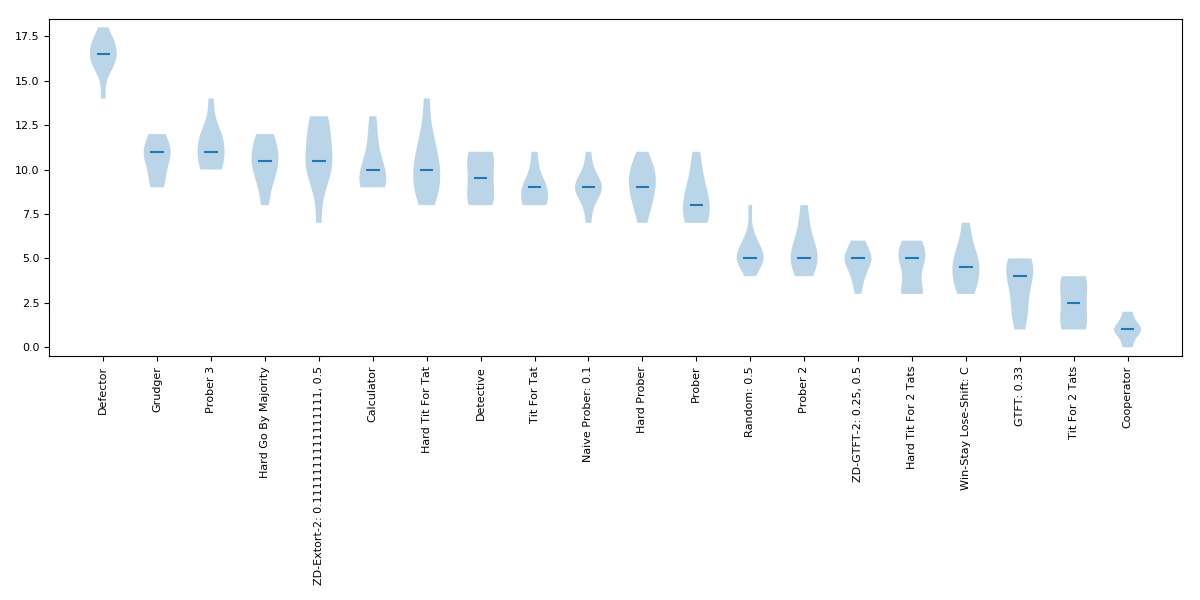 17.5
15.0
12.5
10.0
7.5
5.0
2.5
0.0
Defector
Grudger
Prober 3
Hard Go By Majority
ZD-Extort-2: 0.1111111111111111, 0.5
Calculator
Hard Tit For Tat
Detective
Tit For Tat
Naive Prober: 0.1
Hard Prober
Prober
Random: 0.5
Prober 2
ZD-GTFT-2: 0.25, 0.5
Hard Tit For 2 Tats
Win-Stay Lose-Shift: C
GTFT: 0.33
Tit For 2 Tats
Cooperator